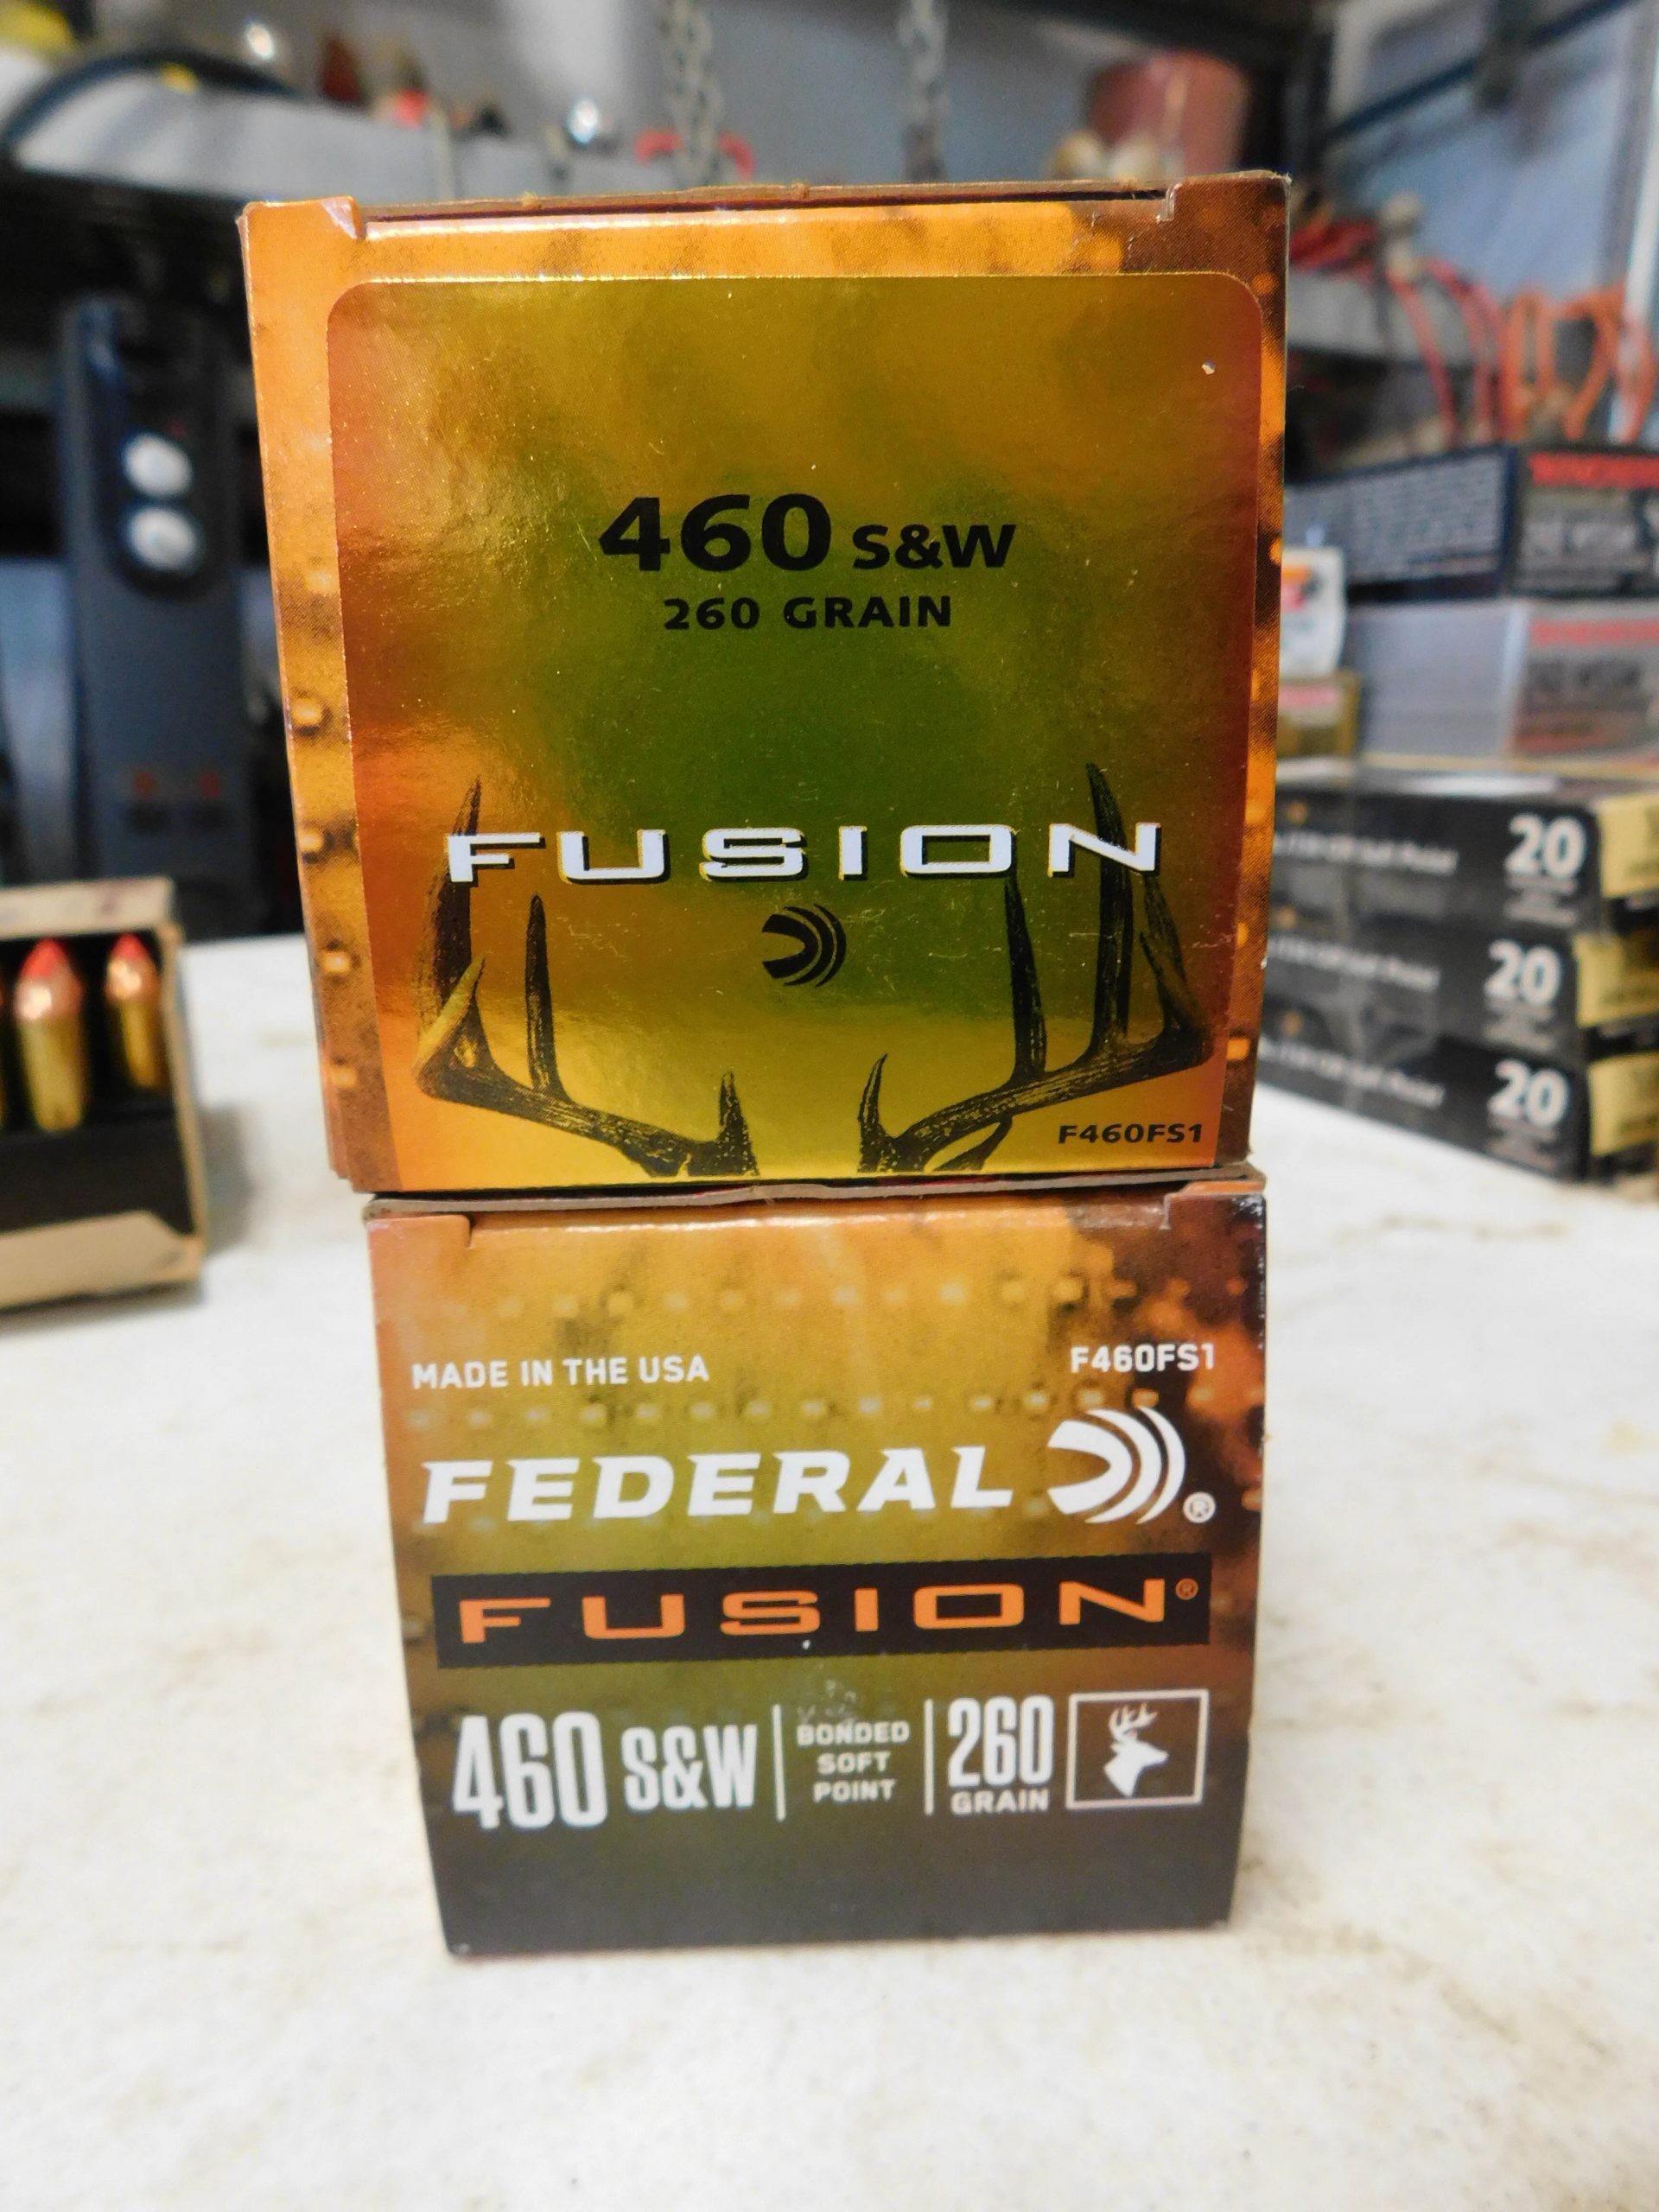 460 S&W
260 GRAIN
FUSION
F460FS1
MADE IN THE USA
F460FS1
FEDERAL®
FUSION®
460 S&W
BONDED
SOFT
POINT
260
GRAIN
20
20
20